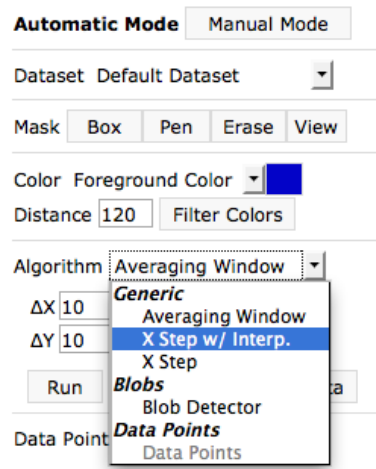 Automatic Mode Manual Mode
Dataset Default Dataset
Mask Box Pen Erase View
Color Foreground Color
Distance 120 Filter Colors
Algorithm Averaging Window
ΔX 10
ΔY 10
Generic
Averaging Window
X Step w/ Interp.
X Step
Blobs
Blob Detector
Data Points
Data Points
Run
Data Point